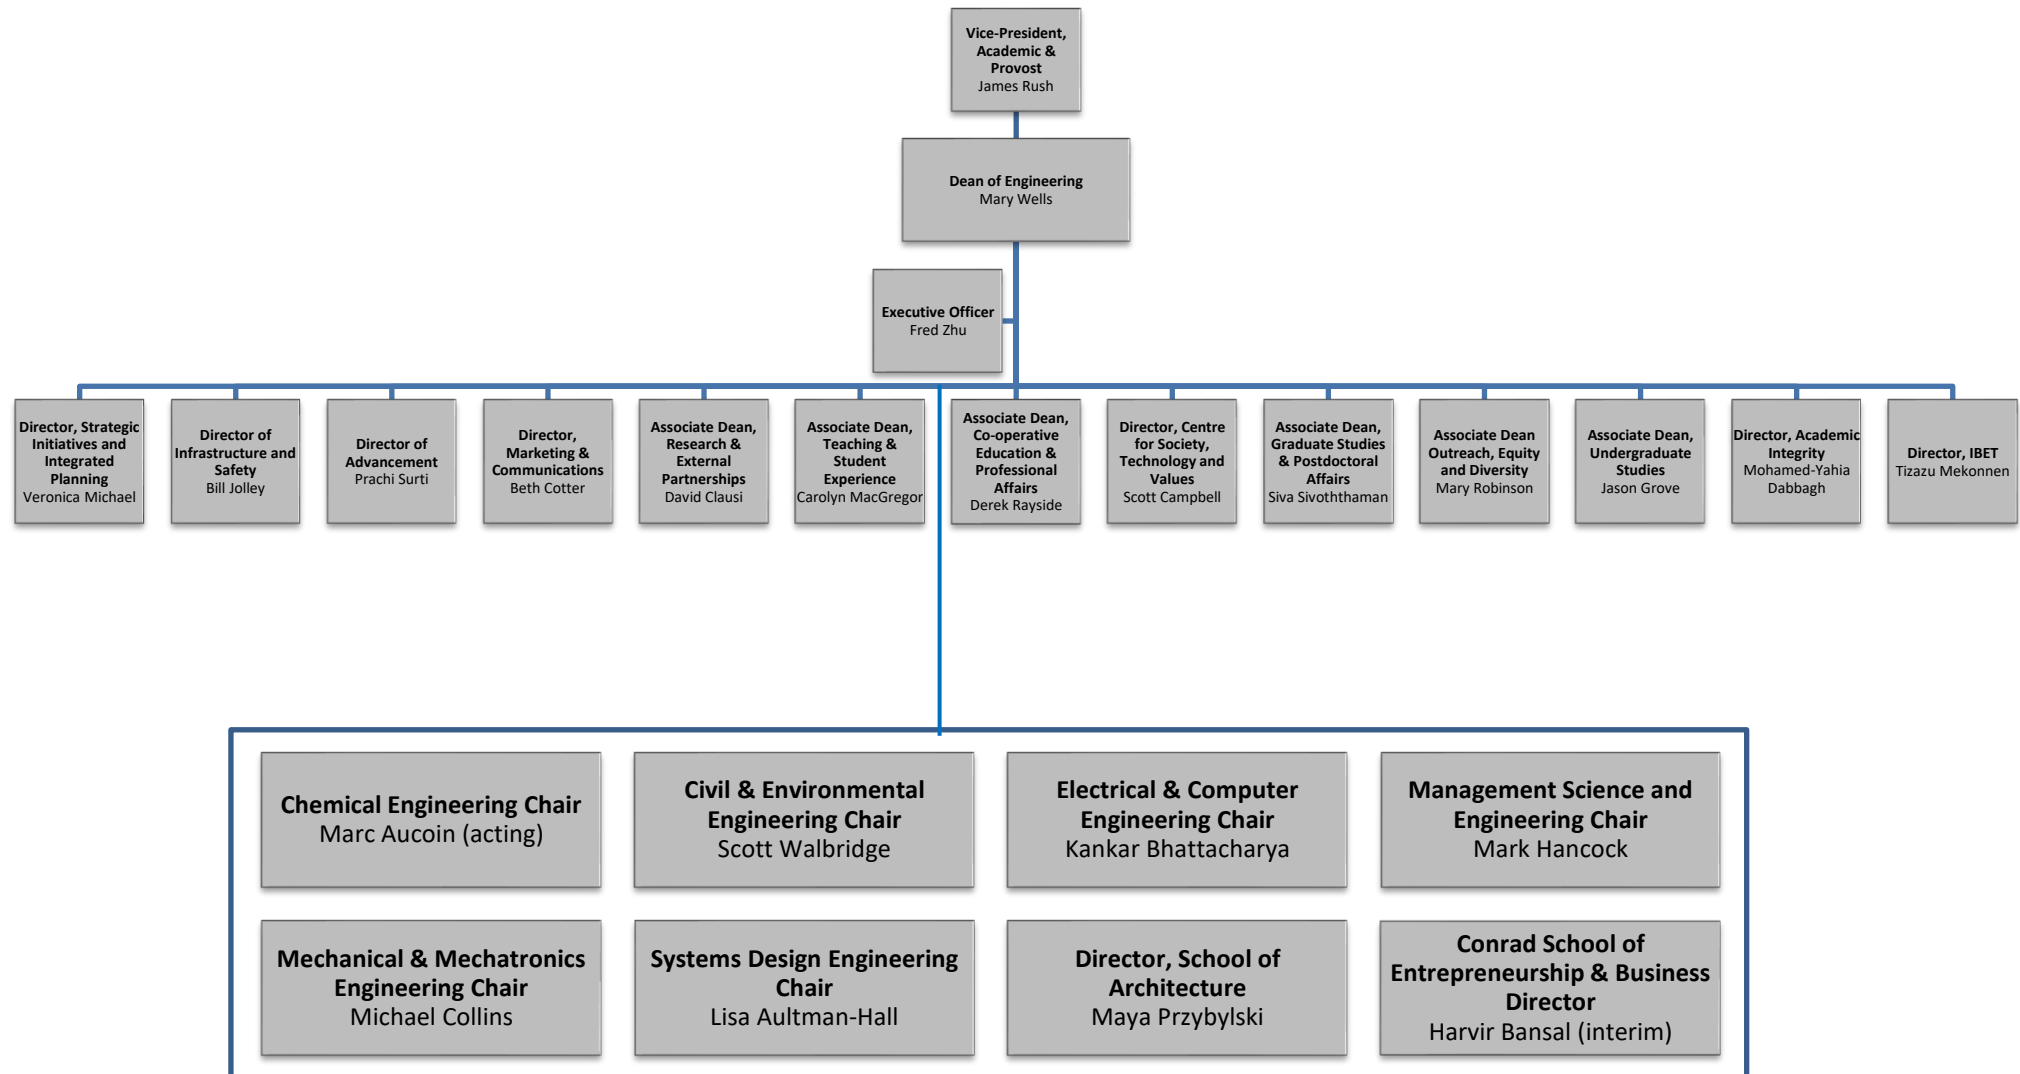 Vice-President,
Academic &
Provost
James Rush
Dean of Engineering
Mary Wells
Executive Officer
Fred Zhu
Director, Strategic
Initiatives and
Integrated
Planning
Veronica Michael
Director of
Infrastructure and
Safety
Bill Jolley
Director of
Advancement
Prachi Surti
Director,
Marketing &
Communications
Beth Cotter
Associate Dean,
Research &
External
Partnerships
David Clausi
Associate Dean,
Teaching &
Student
Experience
Carolyn MacGregor
Associate Dean,
Co-operative
Education &
Professional
Affairs
Derek Rayside
Director, Centre
for Society,
Technology and
Values
Scott Campbell
Associate Dean,
Graduate Studies
& Postdoctoral
Affairs
Siva Sivoththaman
Associate Dean
Outreach, Equity
and Diversity
Mary Robinson
Associate Dean,
Undergraduate
Studies
Jason Grove
Director, Academic
Integrity
Mohamed-Yahia
Dabbagh
Director, IBET
Tizazu Mekonnen
Chemical Engineering Chair
Marc Aucoin (acting)
Civil & Environmental
Engineering Chair
Scott Walbridge
Electrical & Computer
Engineering Chair
Kankar Bhattacharya
Management Science and
Engineering Chair
Mark Hancock
Mechanical & Mechatronics
Engineering Chair
Michael Collins
Systems Design Engineering
Chair
Lisa Aultman-Hall
Director, School of
Architecture
Maya Przybylski
Conrad School of
Entrepreneurship & Business
Director
Harvir Bansal (interim)